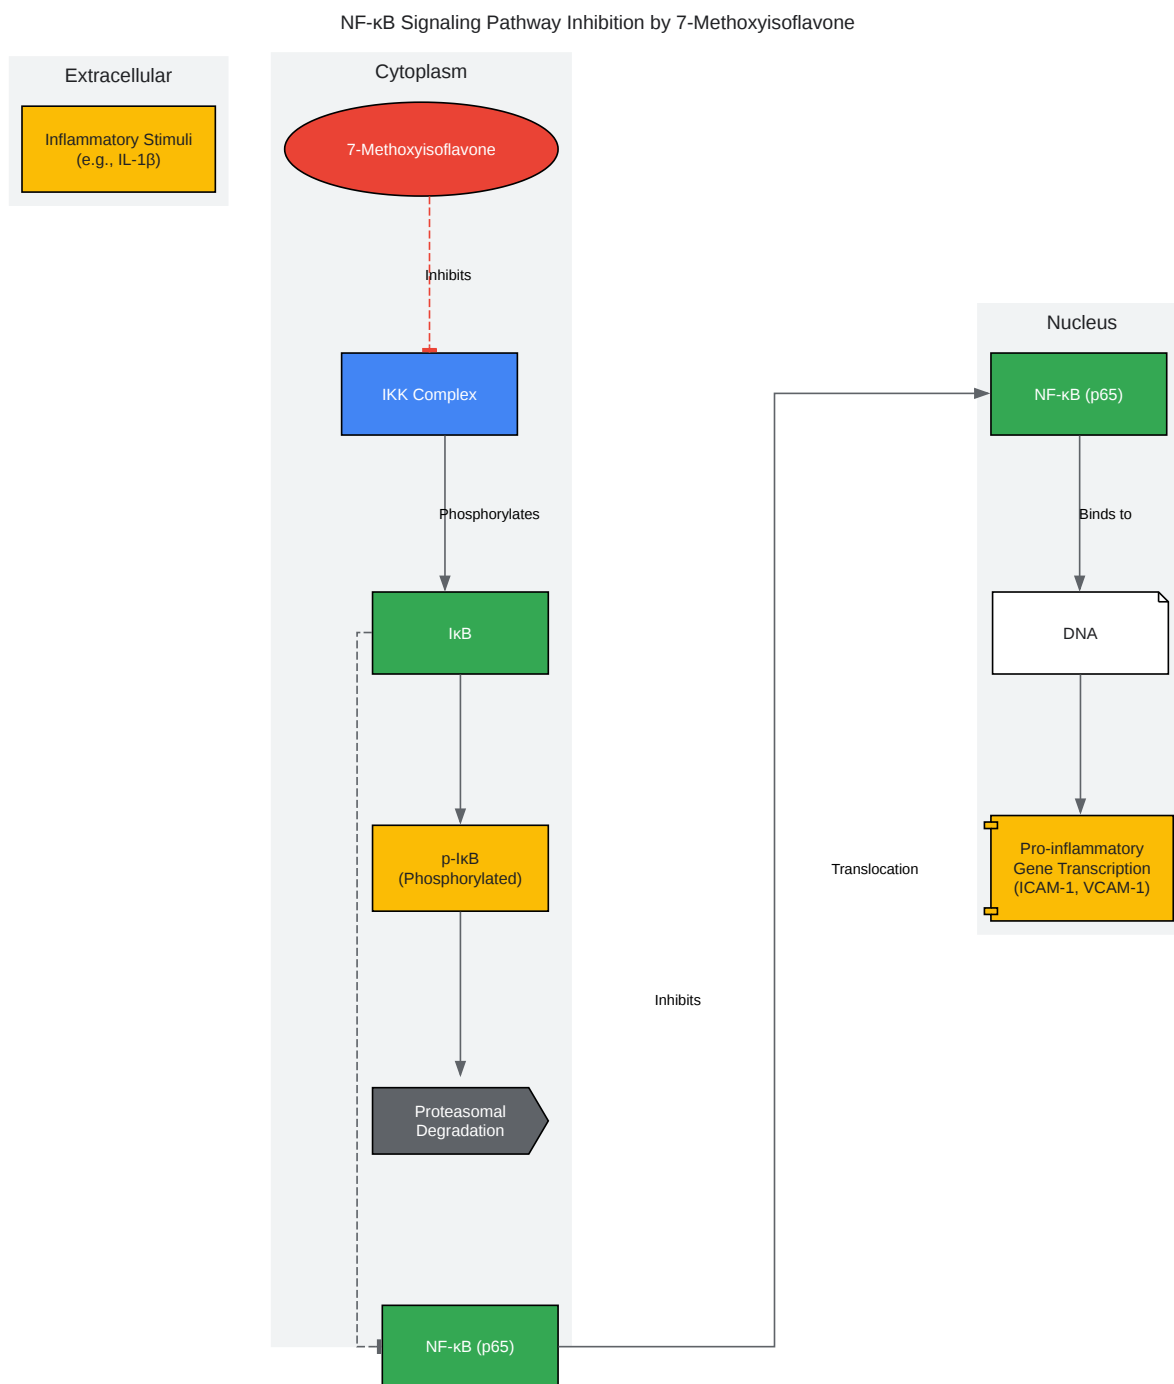 NF-κB Signaling Pathway Inhibition by 7-Methoxyisoflavone
Extracellular
Inflammatory Stimuli
(e.g., IL-1β)
Cytoplasm
7-Methoxyisoflavone
Inhibits
IKK Complex
Phosphorylates
IκB
p-IκB
(Phosphorylated)
Proteasomal
Degradation
NF-κB (p65)
Inhibits
Translocation
Nucleus
NF-κB (p65)
Binds to
DNA
Pro-inflammatory
Gene Transcription
(ICAM-1, VCAM-1)